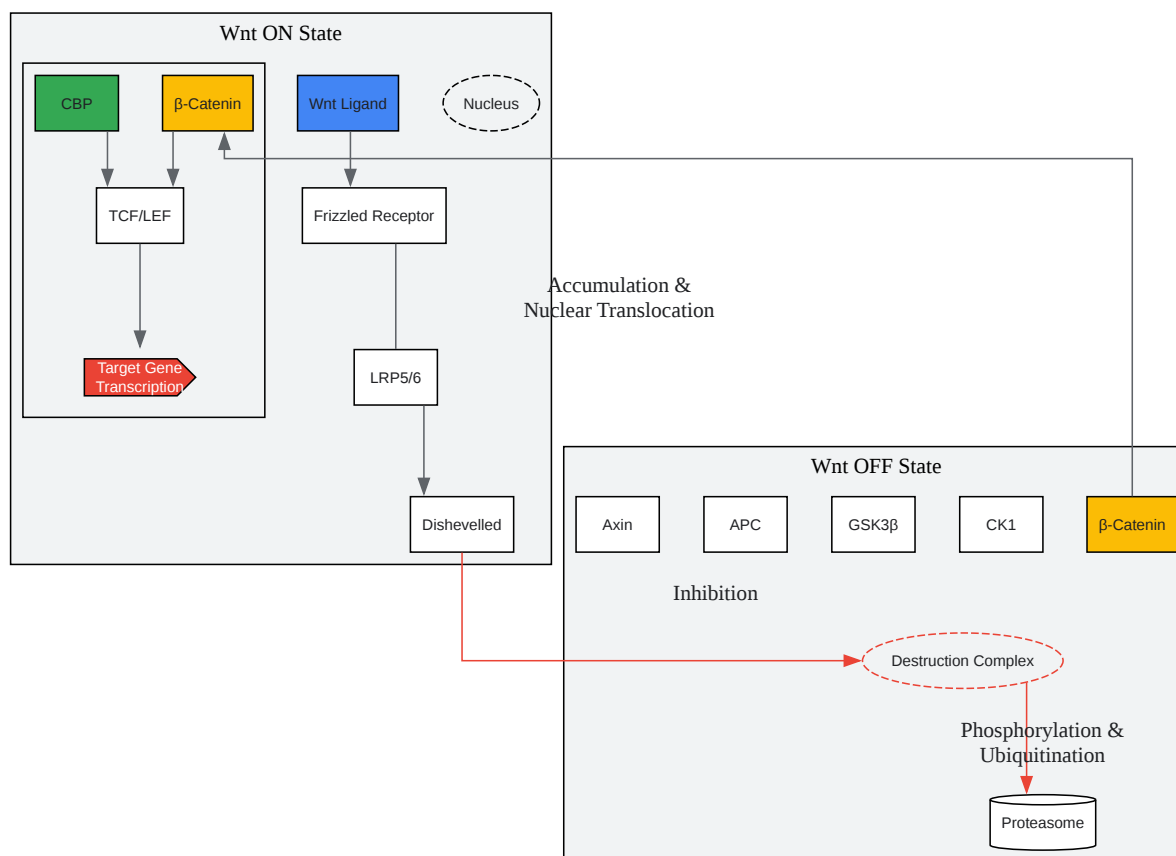 Wnt ON State
CBP
β-Catenin
Wnt Ligand
Nucleus
TCF/LEF
Frizzled Receptor
Accumulation &
Nuclear Translocation
Target Gene
Transcription
LRP5/6
Dishevelled
Wnt OFF State
Axin
APC
GSK3β
CK1
β-Catenin
Inhibition
Destruction Complex
Phosphorylation &
Ubiquitination
Proteasome